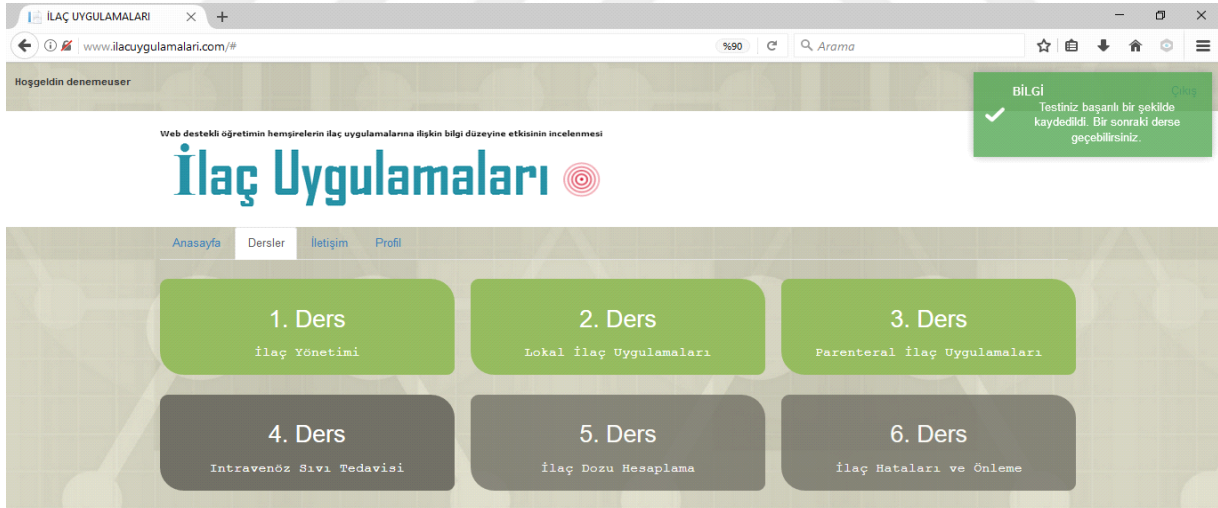 İLAÇ UYGULAMALARI
www.ilacuygulamalari.com/#
%90
Arama
Hoşgeldin denemeuser
Çıkış
BİLGİ
Testiniz başarılı bir şekilde
kaydedildi. Bir sonraki derse
geçebilirsiniz.
Web destekli öğretimin hemşirelerin ilaç uygulamalarına ilişkin bilgi düzeyine etkisinin incelenmesi
İlaç Uygulamaları
Anasayfa Dersler İletişim Profil
1. Ders
İlaç Yönetimi
2. Ders
Lokal İlaç Uygulamaları
3. Ders
Parenteral İlaç Uygulamaları
4. Ders
Intravenöz Sıvı Tedavisi
5. Ders
İlaç Dozu Hesaplama
6. Ders
İlaç Hataları ve Önleme